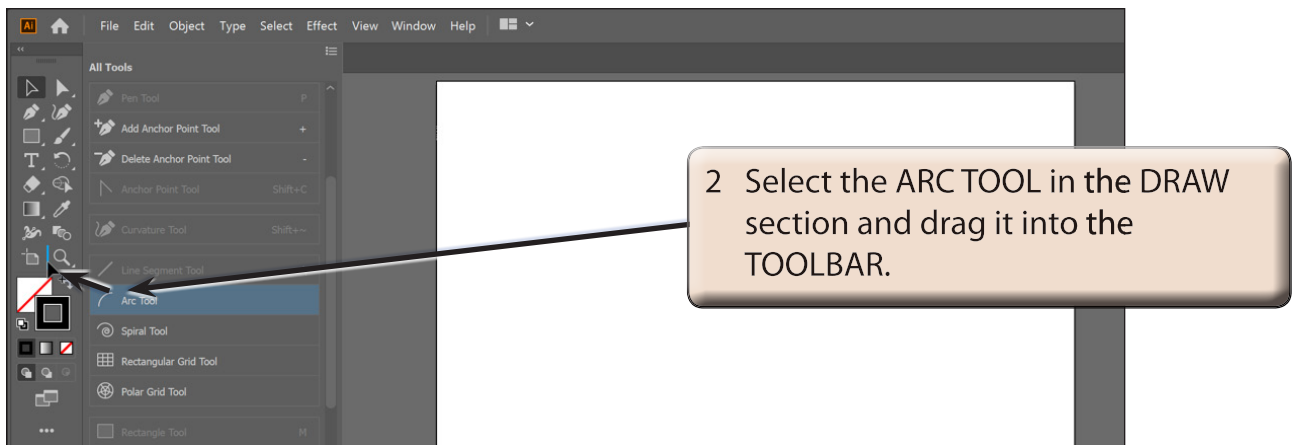 Ai File Edit Object Type Select Effect View Window Help
All Tools
Pen Tool P
Add Anchor Point Tool +
Delete Anchor Point Tool -
Anchor Point Tool Shift+C
Curvature Tool Shift+~
Line Segment Tool
Arc Tool
Spiral Tool
Rectangular Grid Tool
Polar Grid Tool
Rectangle Tool M
2 Select the ARC TOOL in the DRAW
section and drag it into the
TOOLBAR.